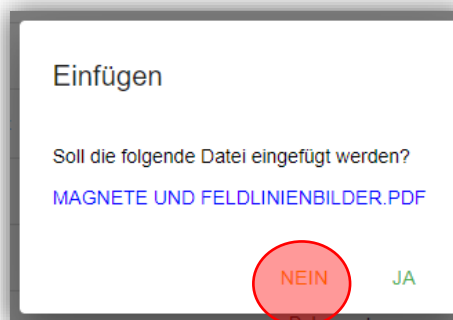 Einfügen
Soll die folgende Datei eingefügt werden?
MAGNETE UND FELDLINIENBILDER.PDF
NEIN JA